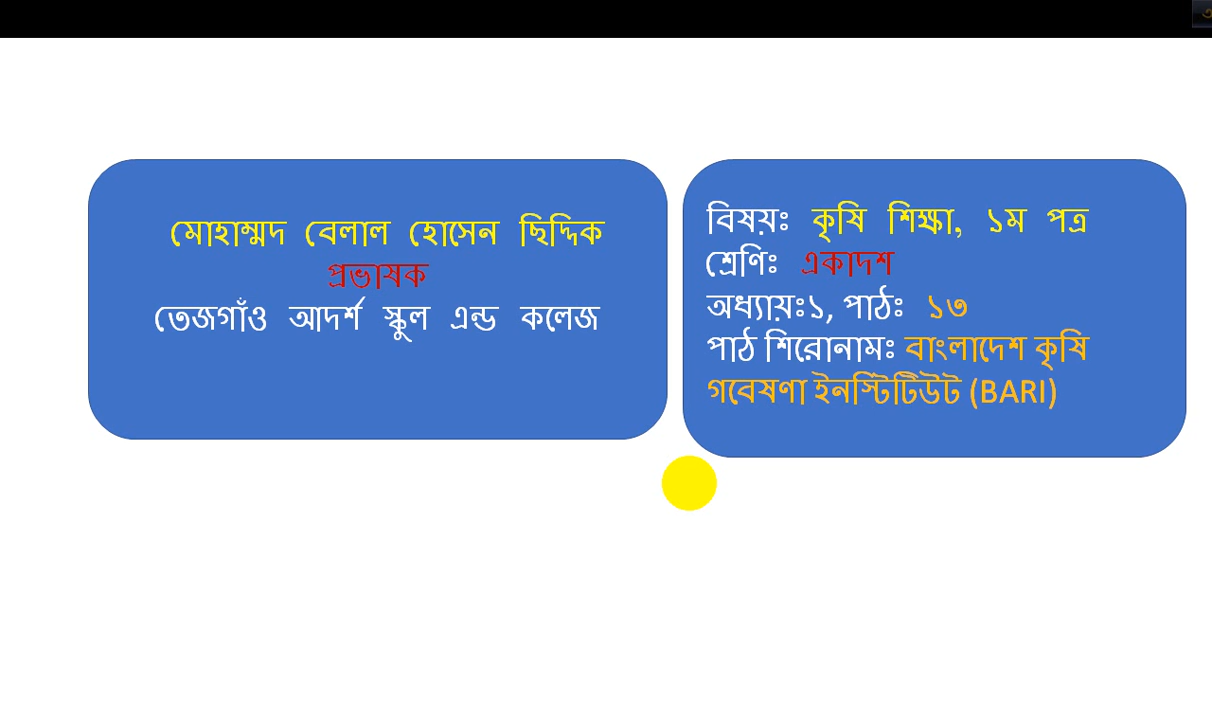 মোহাম্মদ বেলাল হোসেন ছিদ্দিক
প্রভাষক
তেজগাঁও আদর্শ স্কুল এন্ড কলেজ
বিষয়ঃ কৃষি শিক্ষা, ১ম পত্র
শ্রেণিঃ একাদশ
অধ্যায়ঃ১, পাঠঃ ১৩
পাঠ শিরোনামঃ বাংলাদেশ কৃষি
গবেষণা ইনস্টিটিউট (BARI)